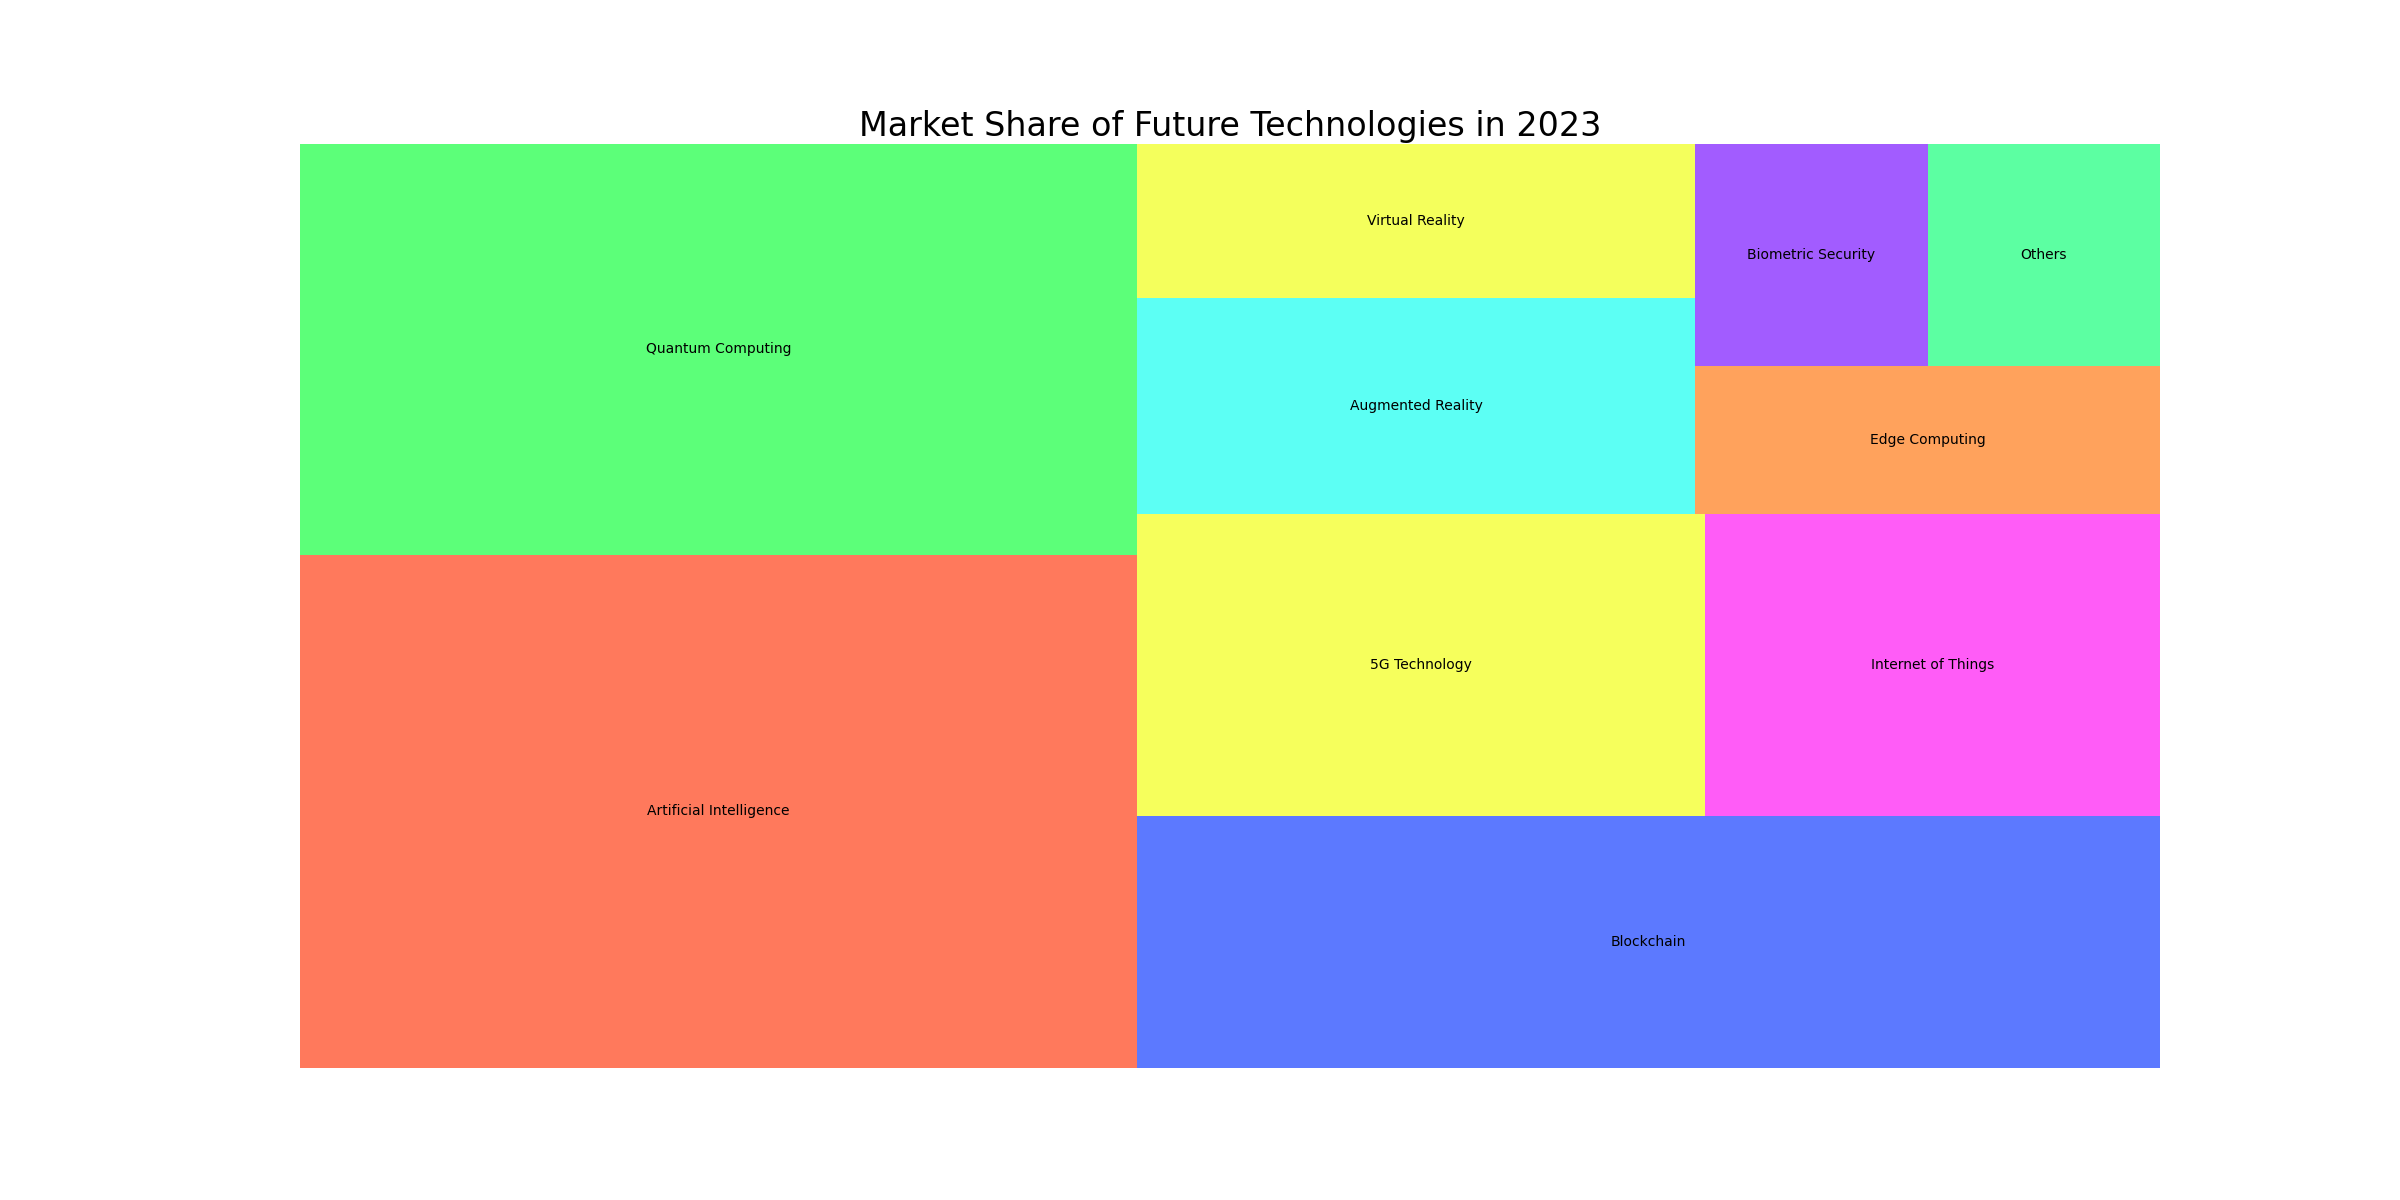 Market Share of Future Technologies in 2023
Virtual Reality
Biometric Security
Others
Quantum Computing
Augmented Reality
Edge Computing
5G Technology
Internet of Things
Artificial Intelligence
Blockchain